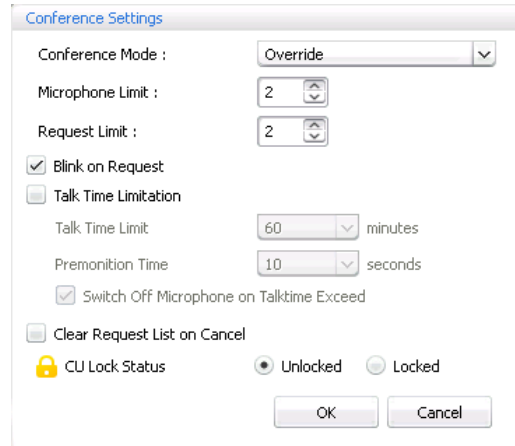 Conference Settings
Conference Mode : Override
Microphone Limit : 2
Request Limit : 2
Blink on Request
Talk Time Limitation
Talk Time Limit 60 minutes
Premonition Time 10 seconds
Switch Off Microphone on Talktime Exceed
Clear Request List on Cancel
CU Lock Status Unlocked Locked
OK Cancel